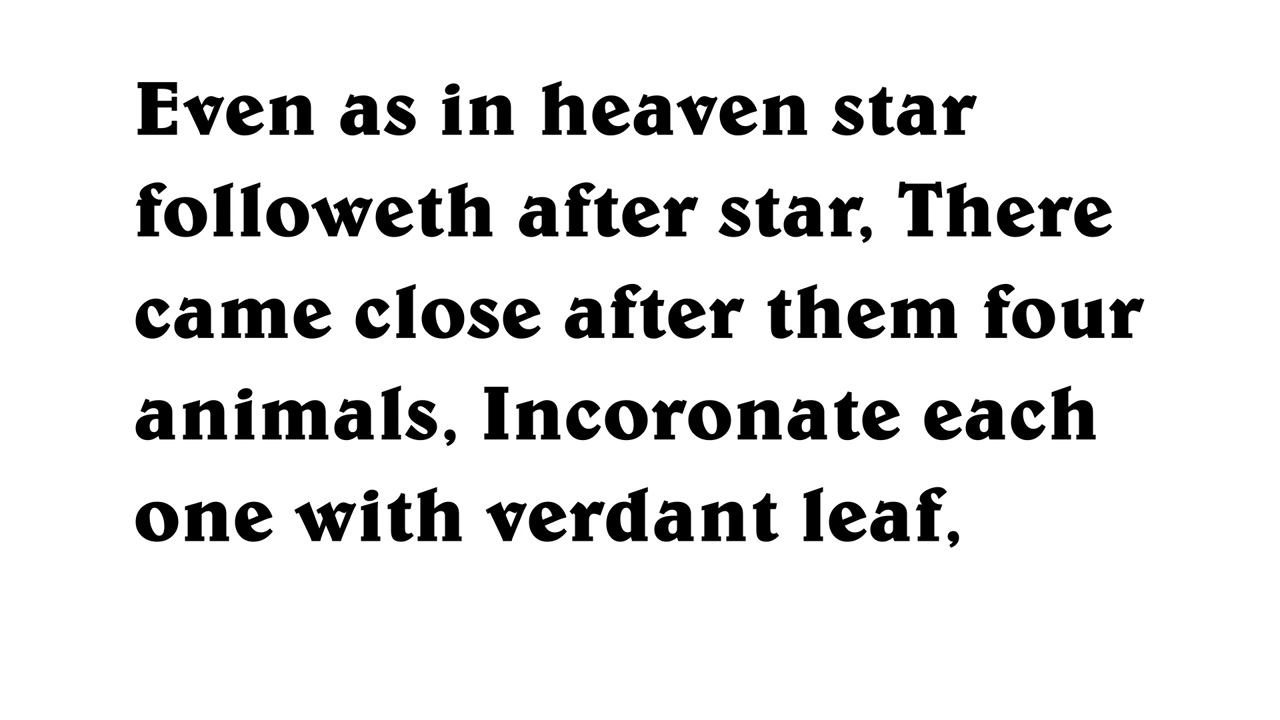 Even as in heaven star
followeth after star, There
came close after them four
animals, Incoronate each
one with verdant leaf,